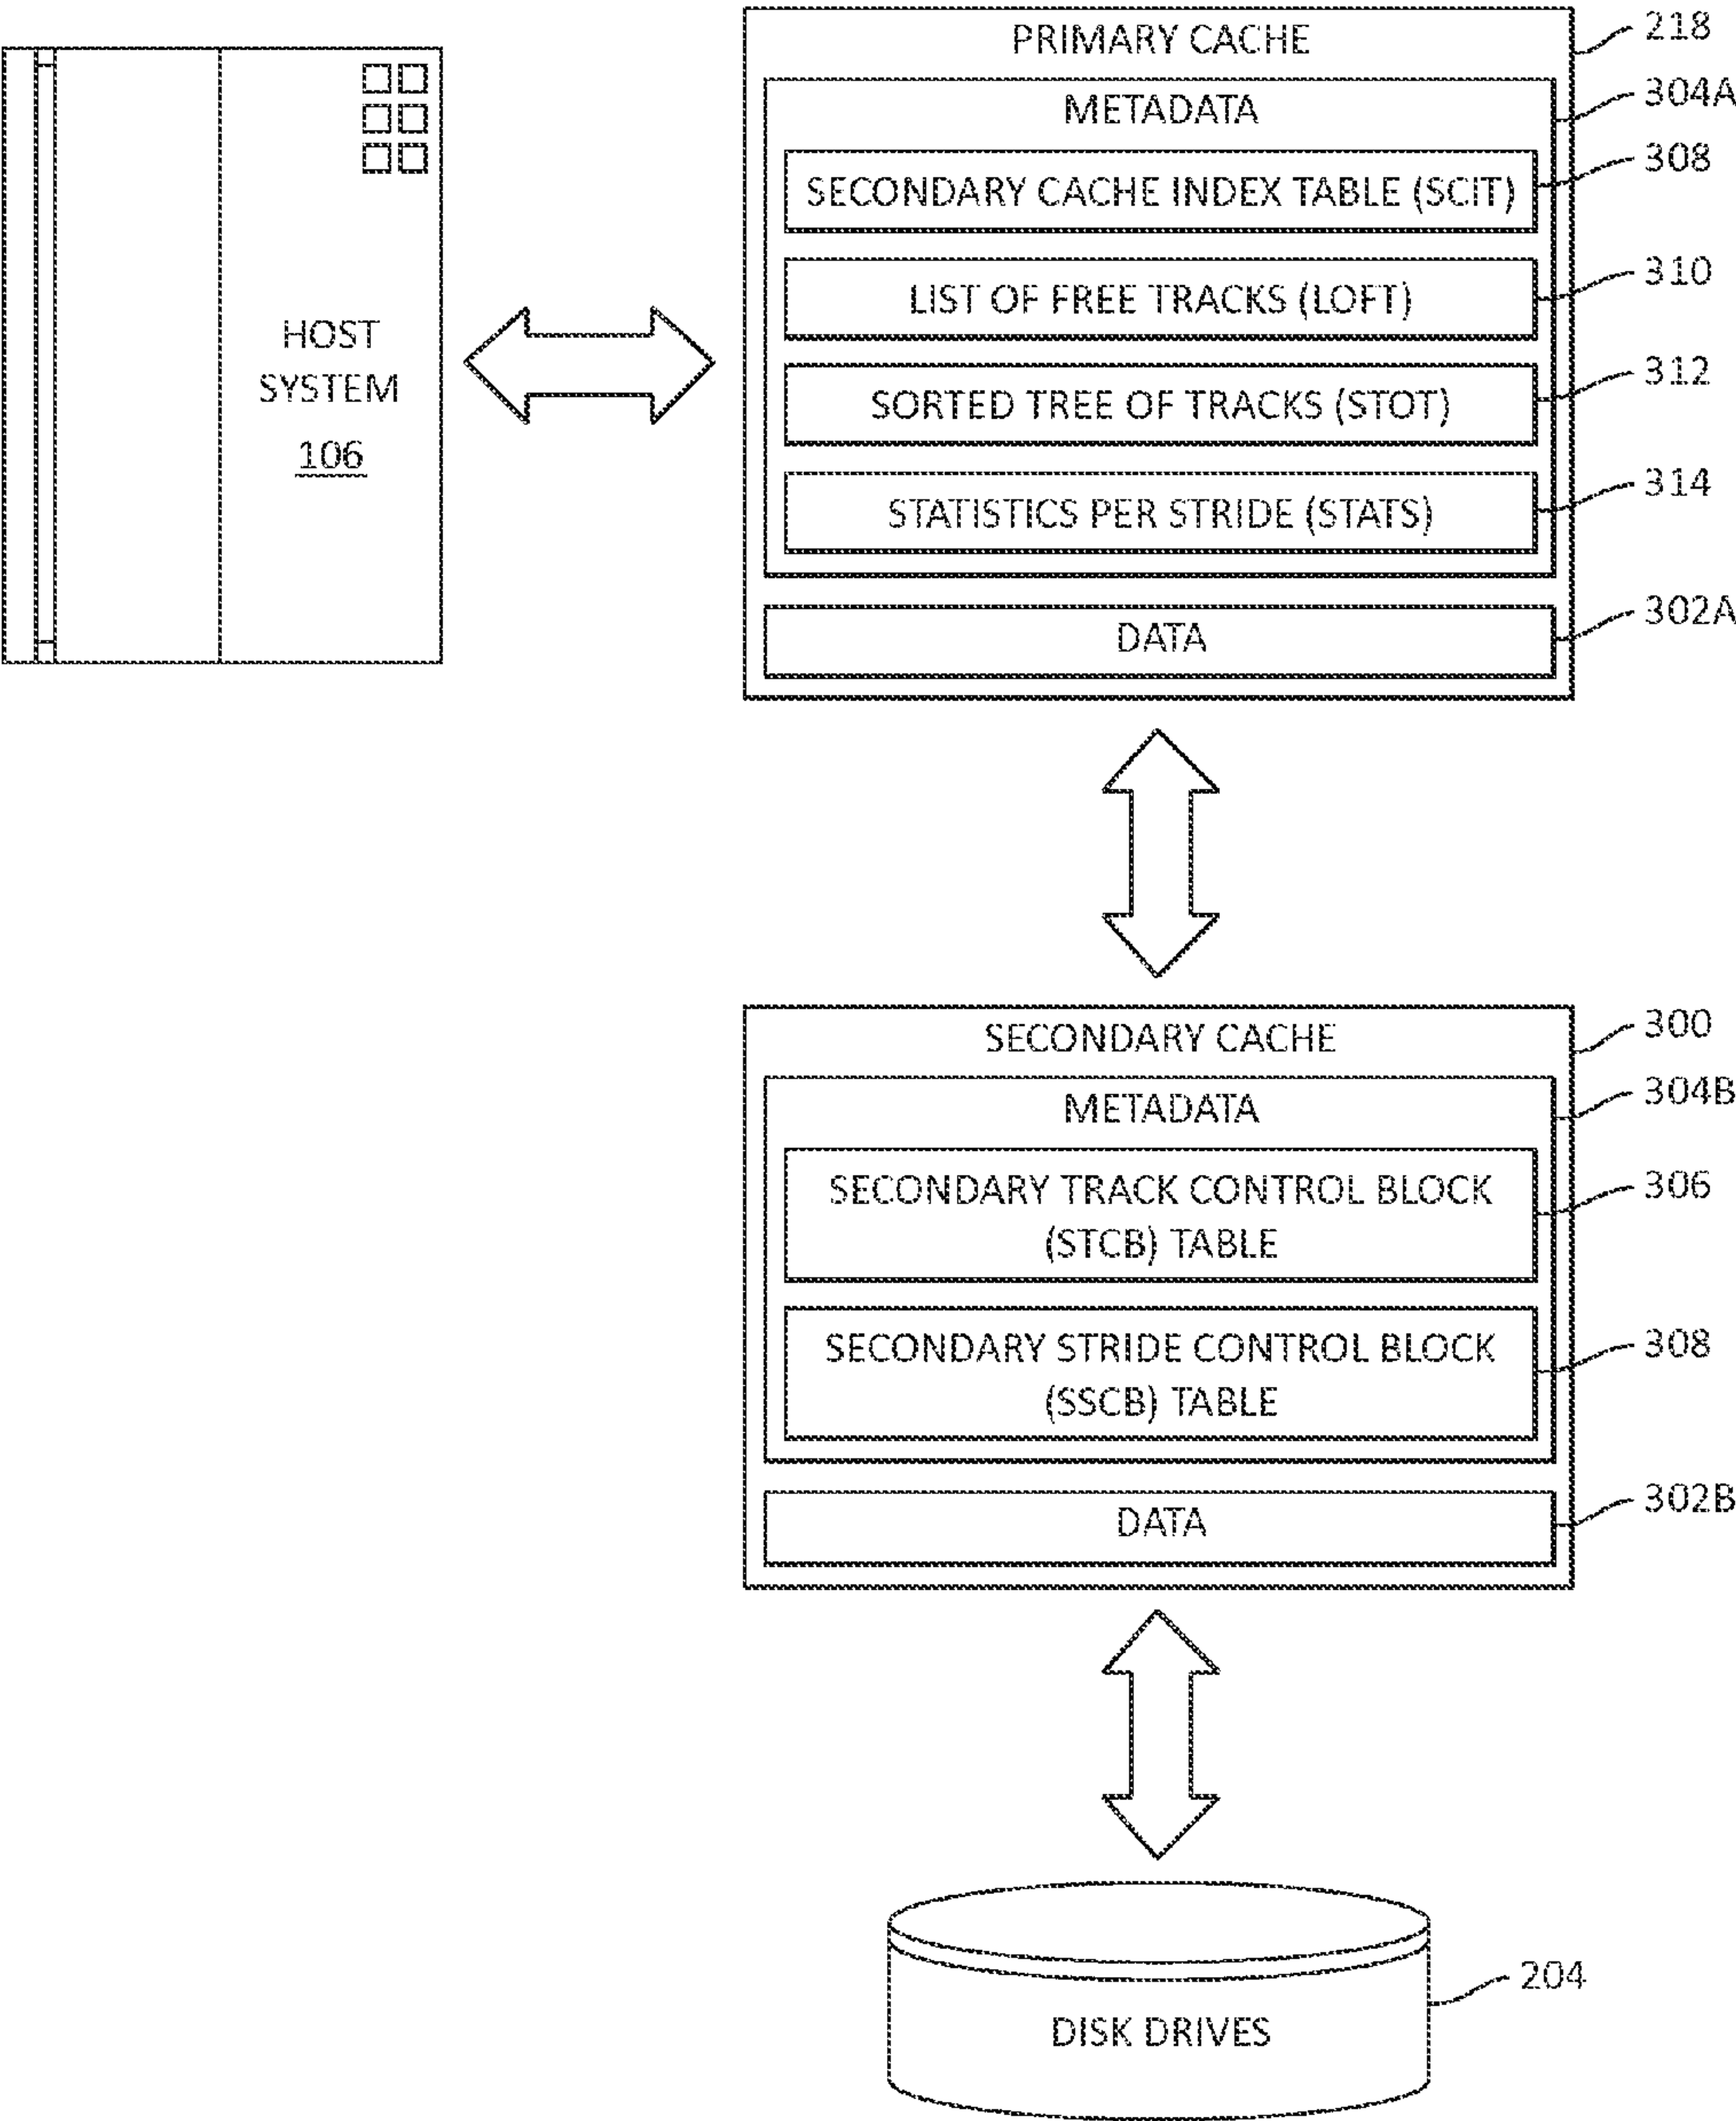 HOST
SYSTEM
106
PRIMARY CACHE
218
METADATA
304A
SECONDARY CACHE INDEX TABLE (SCIT)
308
LIST OF FREE TRACKS (LOFT)
310
SORTED TREE OF TRACKS (STOT)
312
STATISTICS PER STRIDE (STATS)
314
DATA
302A
SECONDARY CACHE
300
METADATA
304B
SECONDARY TRACK CONTROL BLOCK
(STCB) TABLE
306
SECONDARY STRIDE CONTROL BLOCK
(SSCB) TABLE
308
DATA
302B
DISK DRIVES
204